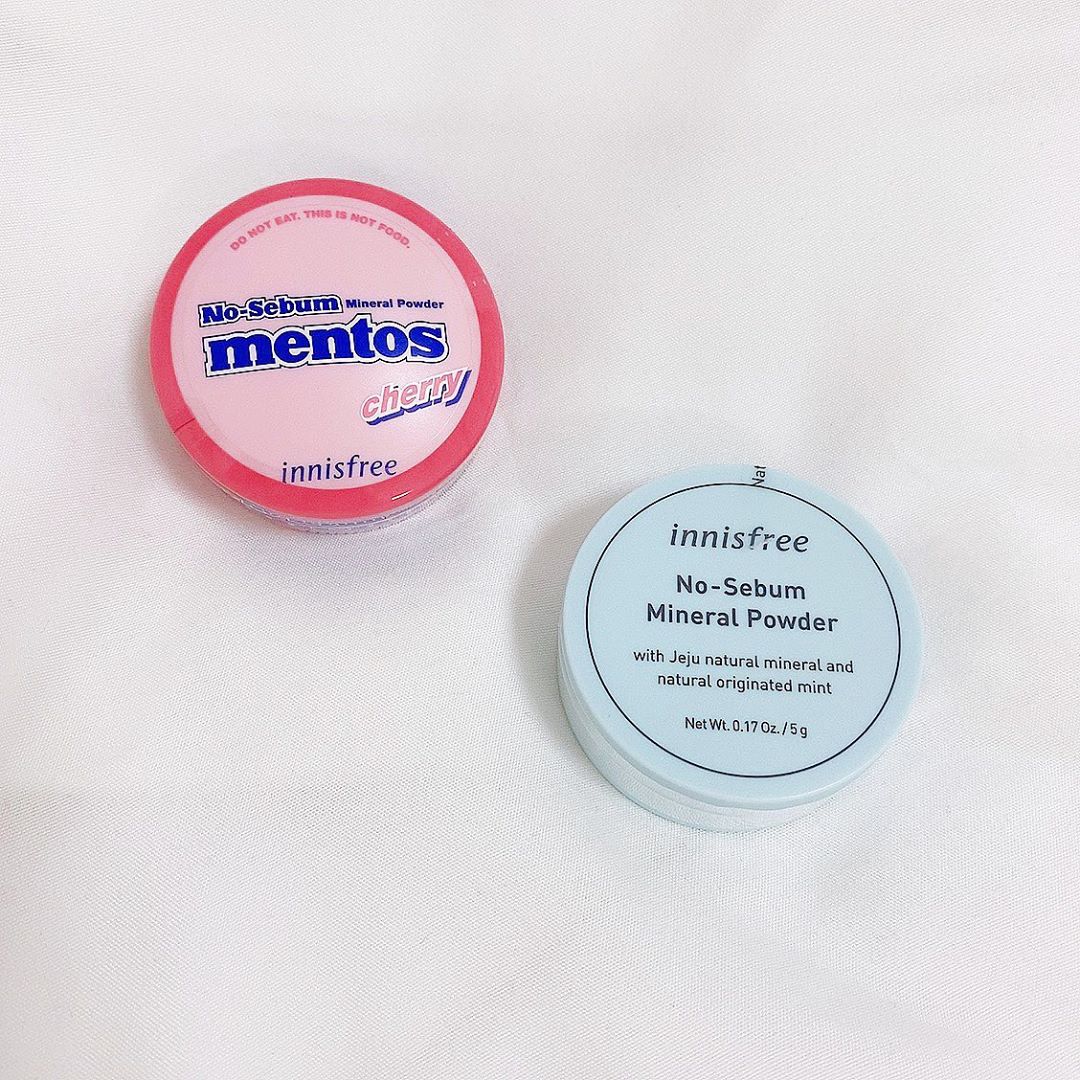 DO NOT EAT. THIS IS NOT FOOD.
No-Sebum Mineral Powder
mentos
cherry
innisfree
Nat
innisfree
No-Sebum
Mineral Powder
with Jeju natural mineral and
natural originated mint
Net Wt. 0.17 Oz. / 5 g